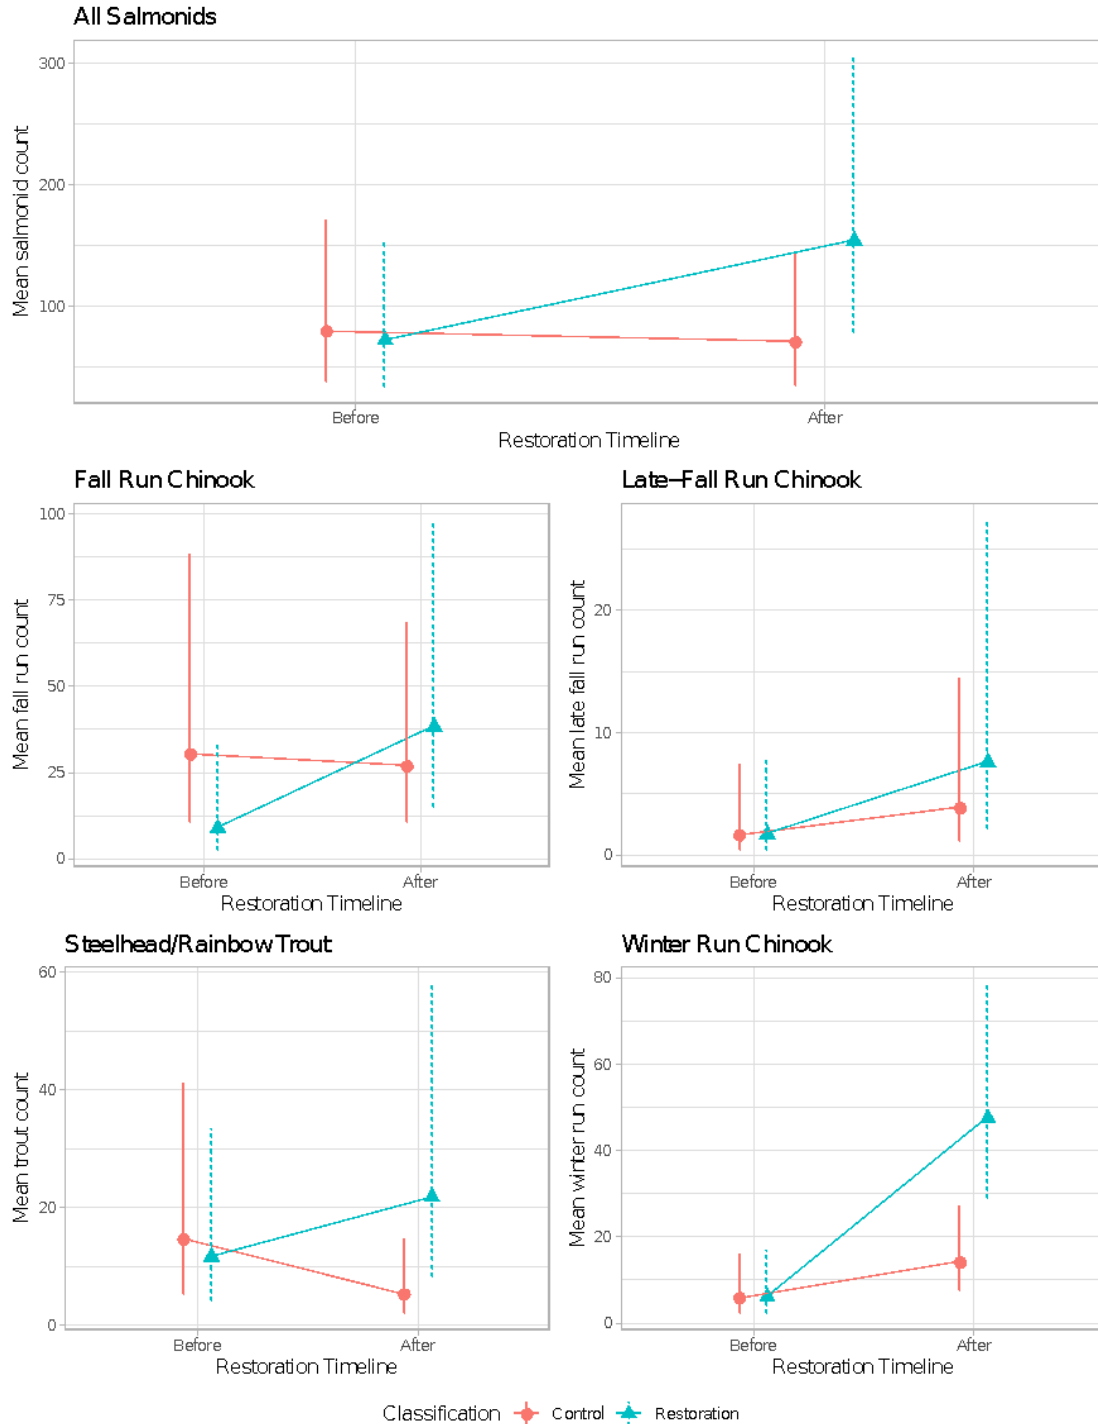 All Salmonids
Mean salmonid count
300
200
100
Before
After
Restoration Timeline
Fall Run Chinook
Mean fall run count
100
75
50
25
0
Before
After
Restoration Timeline
Late–Fall Run Chinook
Mean late fall run count
20
10
0
Before
After
Restoration Timeline
Steelhead/Rainbow Trout
Mean trout count
60
40
20
0
Before
After
Restoration Timeline
Winter Run Chinook
Mean winter run count
80
60
40
20
0
Before
After
Restoration Timeline
Classification Control Restoration